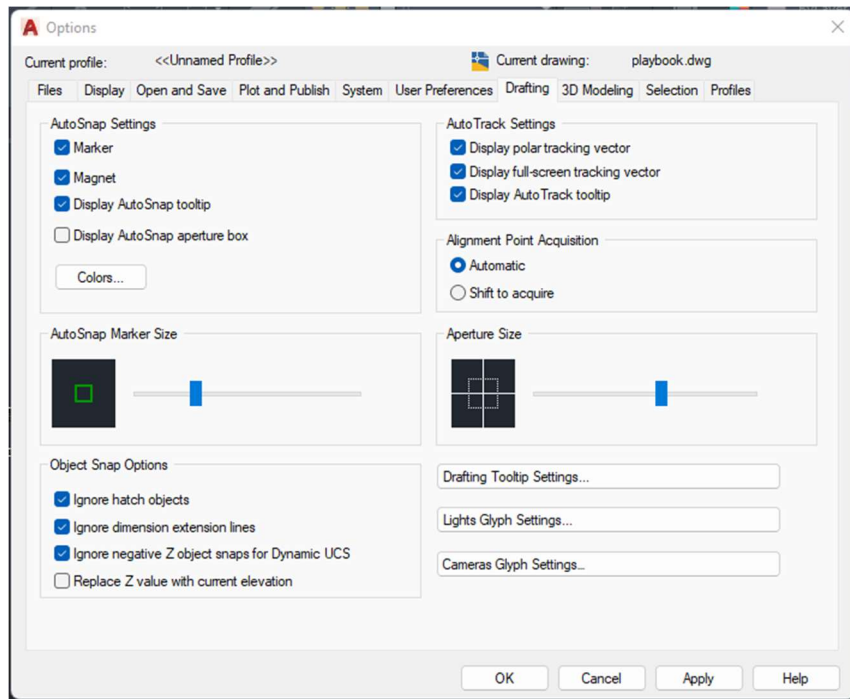 Options
Current profile: <<Unnamed Profile>> Current drawing: playbook.dwg
Files Display Open and Save Plot and Publish System User Preferences Drafting 3D Modeling Selection Profiles
AutoSnap Settings
Marker
Magnet
Display AutoSnap tooltip
Display AutoSnap aperture box
Colors...
AutoTrack Settings
Display polar tracking vector
Display full-screen tracking vector
Display AutoTrack tooltip
Alignment Point Acquisition
Automatic
Shift to acquire
AutoSnap Marker Size
Aperture Size
Object Snap Options
Ignore hatch objects
Ignore dimension extension lines
Ignore negative Z object snaps for Dynamic UCS
Replace Z value with current elevation
Drafting Tooltip Settings...
Lights Glyph Settings...
Cameras Glyph Settings...
OK Cancel Apply Help